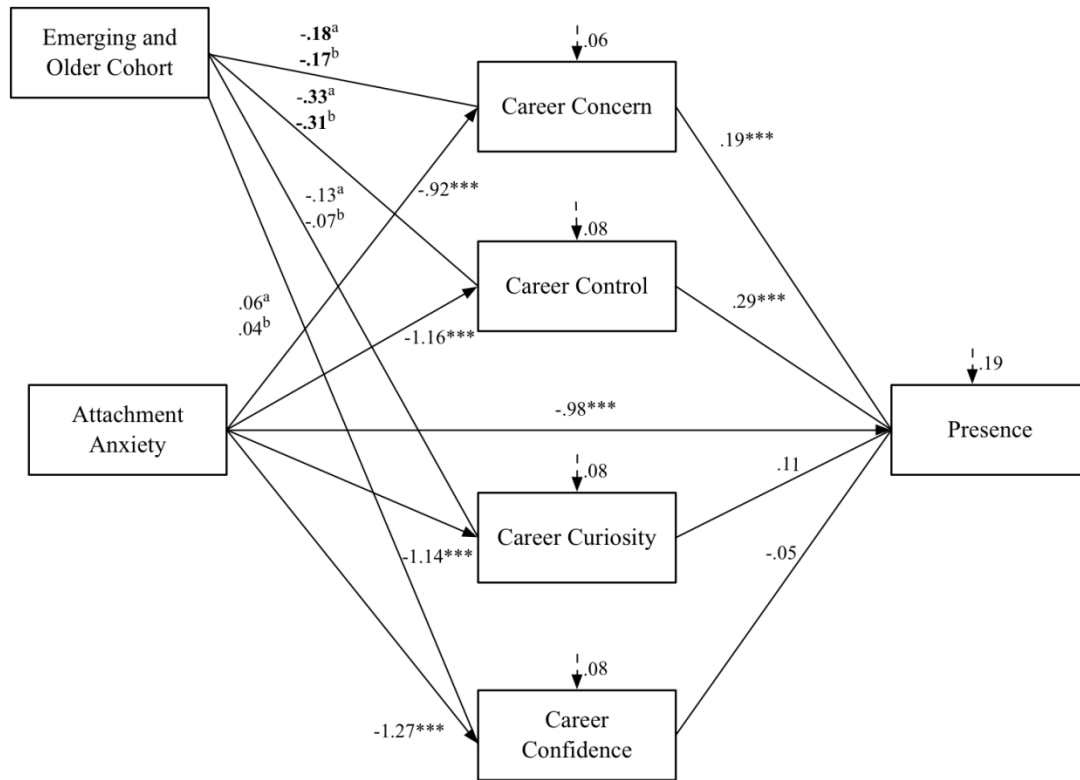 Emerging and
Older Cohort
-.18ᵃ
-.17ᵇ
-.33ᵃ
-.31ᵇ
-.13ᵃ
-.07ᵇ
.06ᵃ
.04ᵇ
.06
Career Concern
.19***
-.92***
.08
Career Control
.29***
-1.16***
Attachment
Anxiety
-.98***
.19
Presence
.08
Career Curiosity
.11
-1.14***
-.05
.08
Career
Confidence
-1.27***